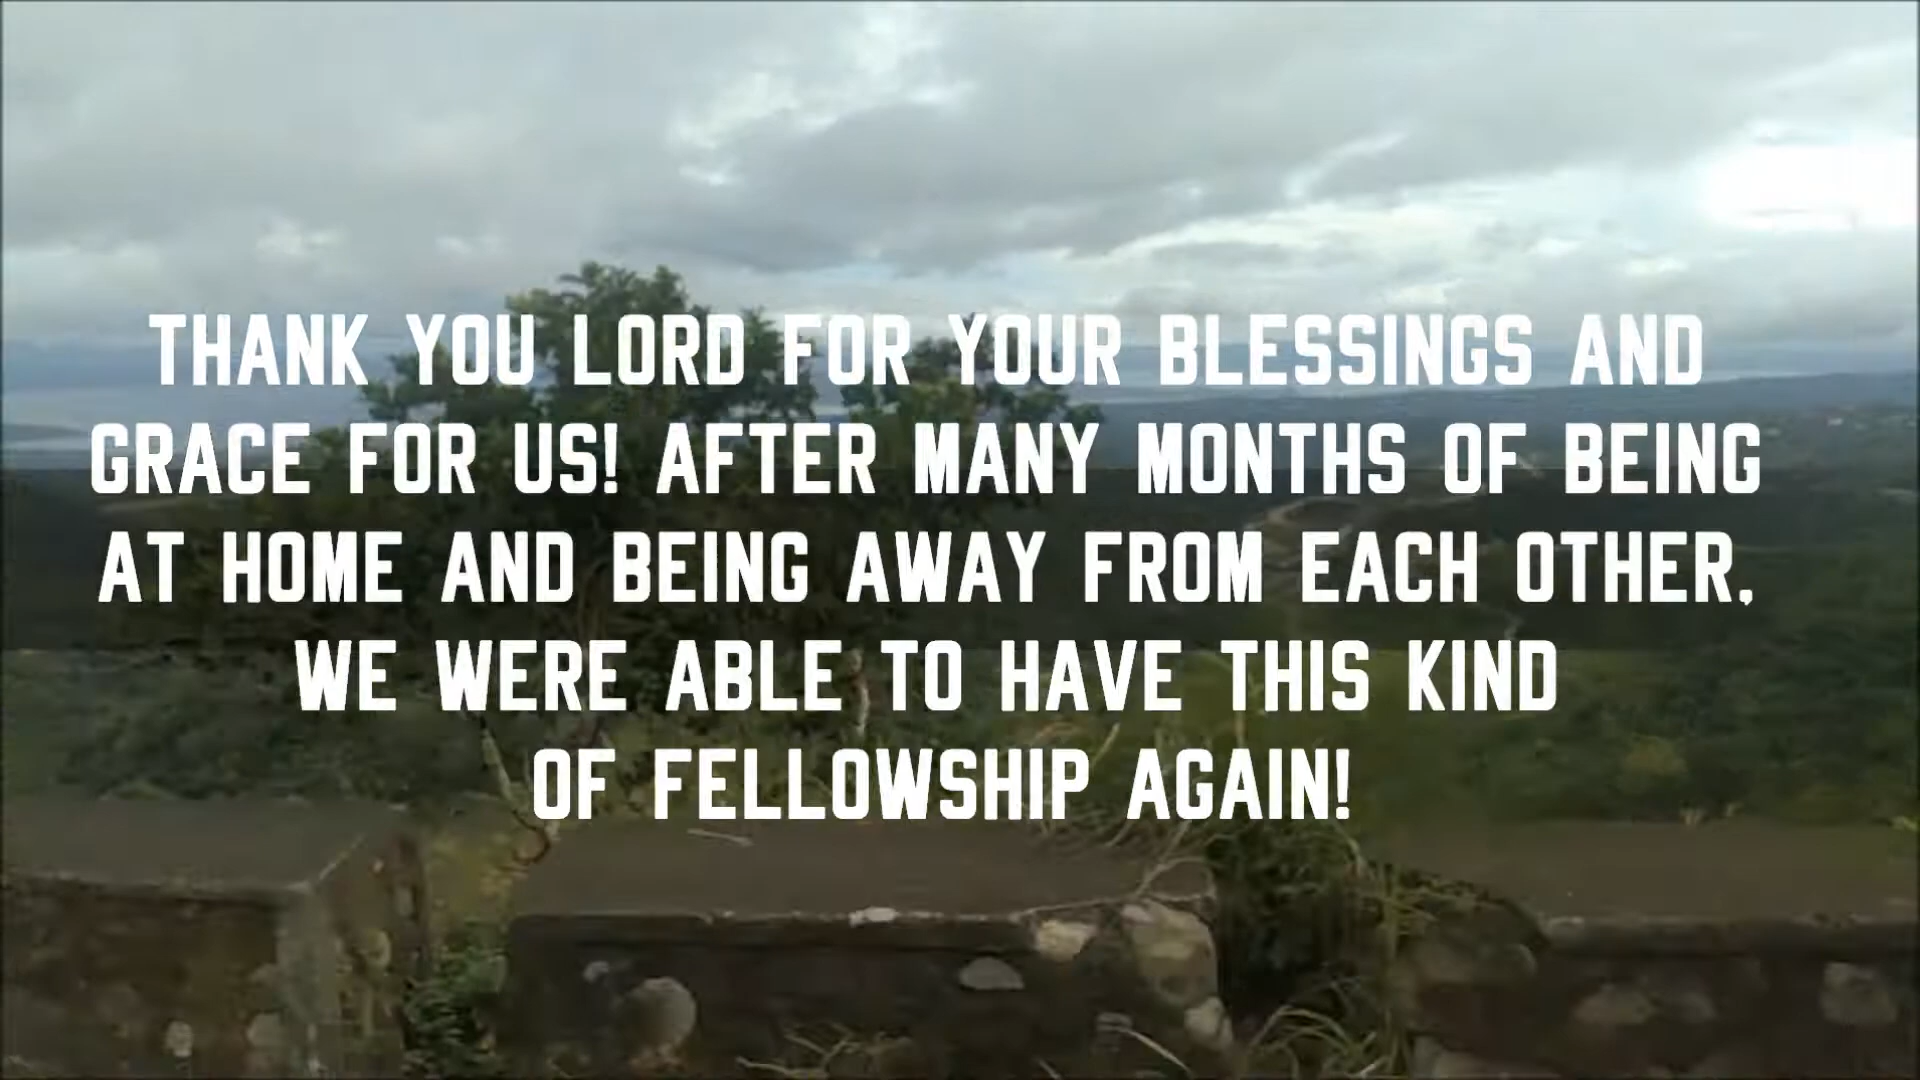 THANK YOU LORD FOR YOUR BLESSINGS AND
GRACE FOR US! AFTER MANY MONTHS OF BEING
AT HOME AND BEING AWAY FROM EACH OTHER,
WE WERE ABLE TO HAVE THIS KIND
OF FELLOWSHIP AGAIN!